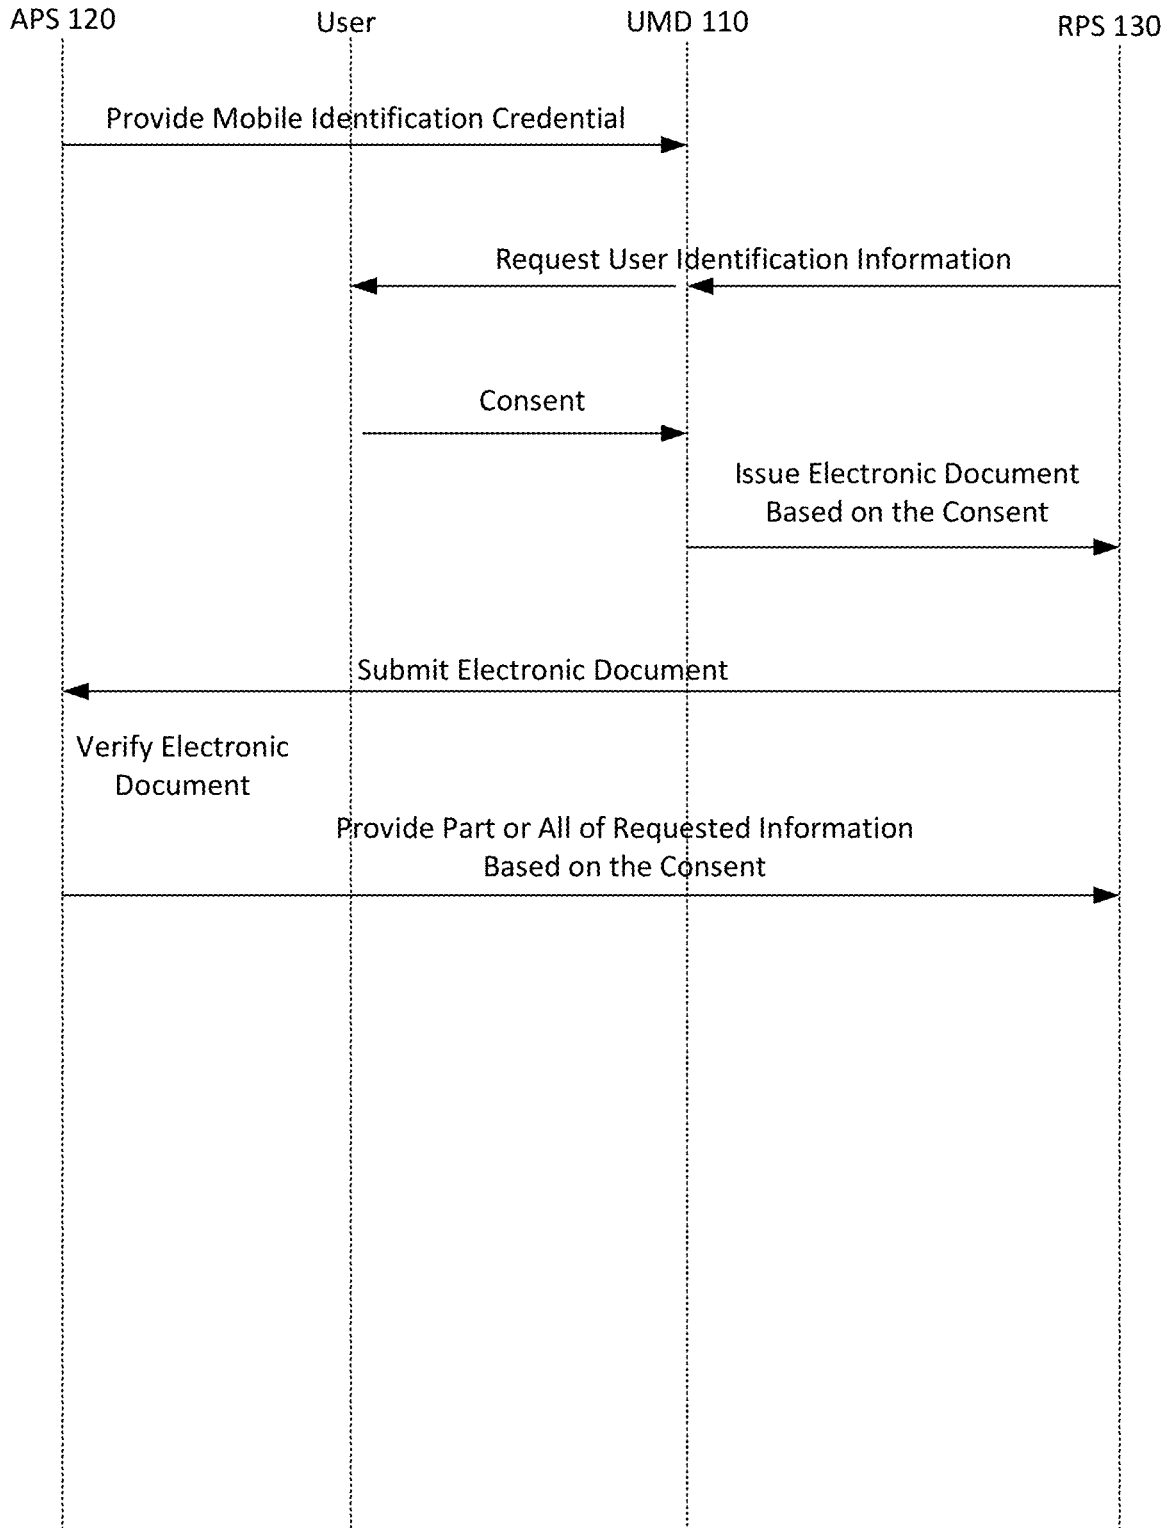 APS 120
User
UMD 110
RPS 130
Provide Mobile Identification Credential
Request User Identification Information
Consent
Issue Electronic Document
Based on the Consent
Submit Electronic Document
Verify Electronic
Document
Provide Part or All of Requested Information
Based on the Consent